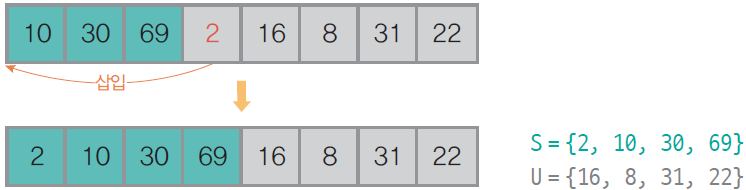 10 30 69 2 16 8 31 22
삽입
2 10 30 69 16 8 31 22
S = {2, 10, 30, 69}
U = {16, 8, 31, 22}